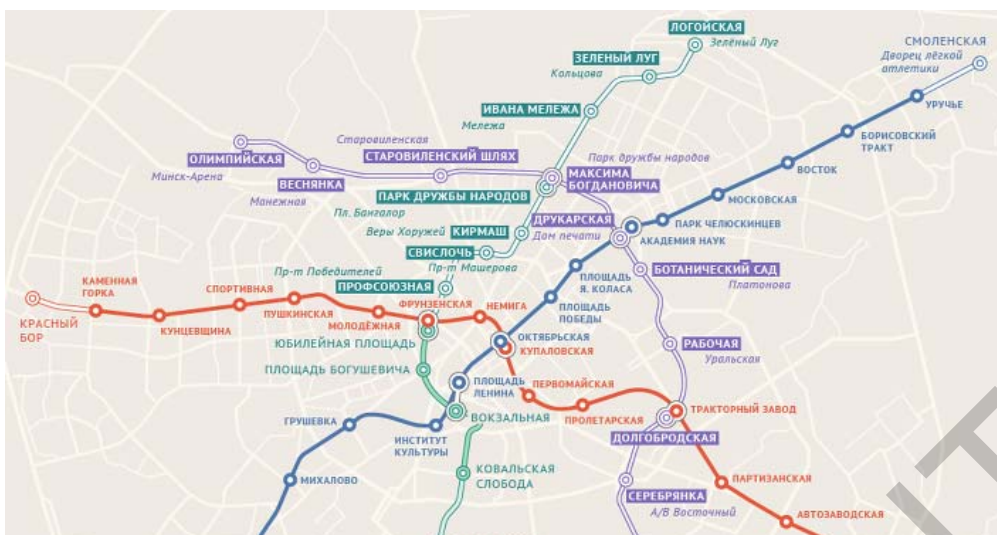 ЛОГОЙСКАЯ
Зелёный Луг
ЗЕЛЕНЫЙ ЛУГ
Кольцова
СМОЛЕНСКАЯ
Дворец лёгкой
атлетики
ИВАНА МЕЛЕЖА
Мележа
УРУЧЬЕ
БОРИСОВСКИЙ
ТРАКТ
Старовиленская
ОЛИМПИЙСКАЯ
Минск-Арена
СТАРОВИЛЕНСКИЙ ШЛЯХ
Парк дружбы народов
ВОСТОК
ВЕСНЯНКА
Манежная
МАКСИМА
БОГДАНОВИЧА
ПАРК ДРУЖБЫ НАРОДОВ
Пл. Бангалор
МОСКОВСКАЯ
ДРУКАРСКАЯ
Дом печати
ПАРК ЧЕЛЮСКИНЦЕВ
Веры Хоружей
КИРМАШ
АКАДЕМИЯ НАУК
СВИСЛОЧЬ
Пр-т Машерова
Пр-т Победителей
ПРОФСОЮЗНАЯ
ПЛОЩАДЬ
Я. КОЛАСА
БОТАНИЧЕСКИЙ САД
Платонова
КАМЕННАЯ
ГОРКА
СПОРТИВНАЯ
ФРУНЗЕНСКАЯ
НЕМИГА
ПЛОЩАДЬ
ПОБЕДЫ
КРАСНЫЙ
БОР
КУНЦЕВЩИНА
ПУШКИНСКАЯ
МОЛОДЁЖНАЯ
ЮБИЛЕЙНАЯ ПЛОЩАДЬ
ОКТЯБРЬСКАЯ
КУПАЛОВСКАЯ
РАБОЧАЯ
Уральская
ПЛОЩАДЬ БОГУШЕВИЧА
ПЛОЩАДЬ
ЛЕНИНА
ПЕРВОМАЙСКАЯ
ПРОЛЕТАРСКАЯ
ТРАКТОРНЫЙ ЗАВОД
ГРУШЕВКА
ИНСТИТУТ
КУЛЬТУРЫ
ВОКЗАЛЬНАЯ
ДОЛГОБРОДСКАЯ
МИХАЛОВО
КОВАЛЬСКАЯ
СЛОБОДА
ПАРТИЗАНСКАЯ
СЕРЕБРЯНКА
А/В Восточный
АВТОЗАВОДСКАЯ